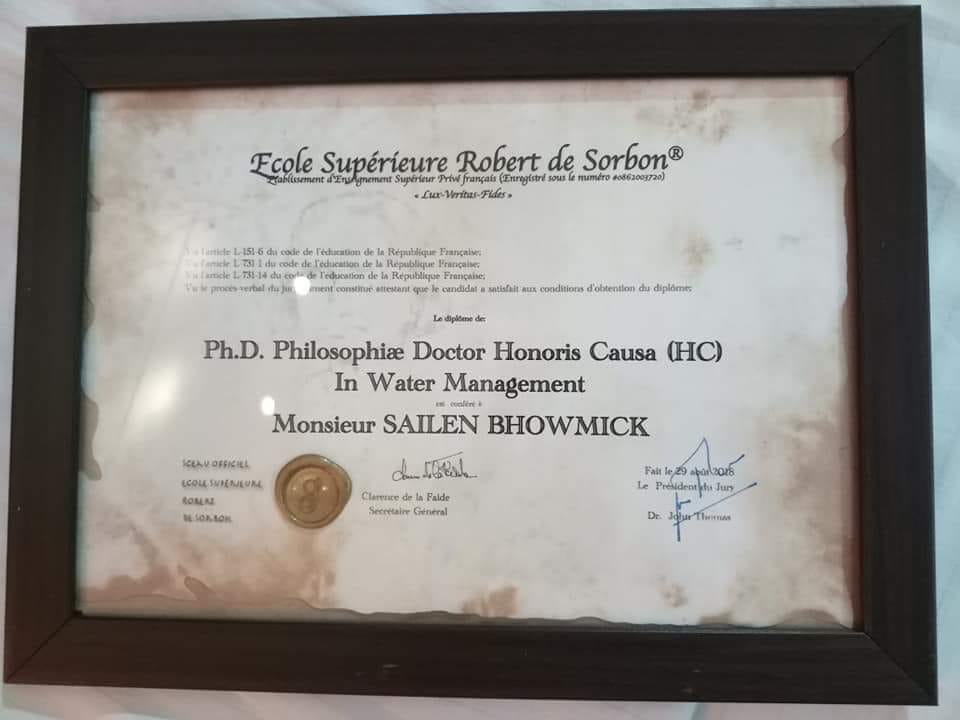 Ecole Supérieure Robert de Sorbon®
Etablissement d'Enseignement Supérieur Privé français (Enregistré sous le numéro #0862003720)
« Lux-Veritas-Fides »
Vu l'article L-151-6 du code de l'éducation de la République Française;
Vu l'article L-731-1 du code de l'éducation de la République Française;
Vu l'article L-731-14 du code de l'éducation de la République Française;
Vu le procès-verbal du constitué attestant que le candidat a satisfait aux conditions d'obtention du diplôme;
Le diplôme de:
Ph.D. Philosophiæ Doctor Honoris Causa (HC)
In Water Management
est conféré à
Monsieur SAILEN BHOWMICK
SCEAU OFFICIEL
ECOLE SUPERIEURE
ROBERT
DE SORBON
Clarence de la Falde
Secrétaire Général
Fait le 29 août 2018
Le Président du Jury
Dr. John Thomas